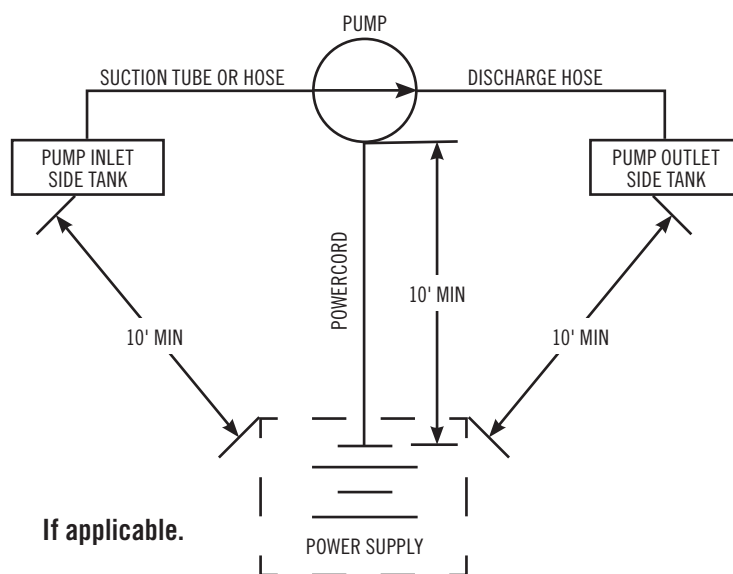 PUMP
SUCTION TUBE OR HOSE
DISCHARGE HOSE
PUMP INLET
SIDE TANK
PUMP OUTLET
SIDE TANK
POWERCORD
10' MIN
10' MIN
10' MIN
If applicable.
POWER SUPPLY